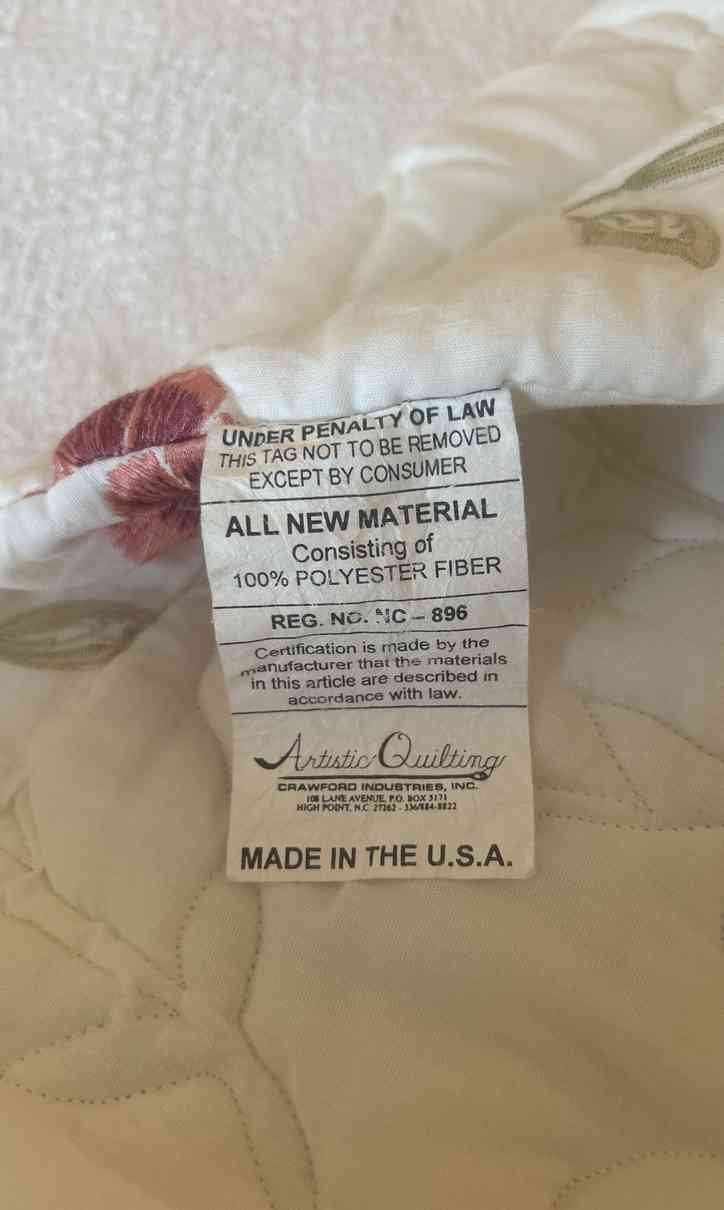 UNDER PENALTY OF LAW
THIS TAG NOT TO BE REMOVED
EXCEPT BY CONSUMER
ALL NEW MATERIAL
Consisting of
100% POLYESTER FIBER
REG. NO. NC – 896
Certification is made by the
manufacturer that the materials
in this article are described in
accordance with law.
Artistic Quilting
CRAWFORD INDUSTRIES, INC.
108 LANE AVENUE, P.O. BOX 5171
HIGH POINT, N.C. 27262 - 336/884-8822
MADE IN THE U.S.A.